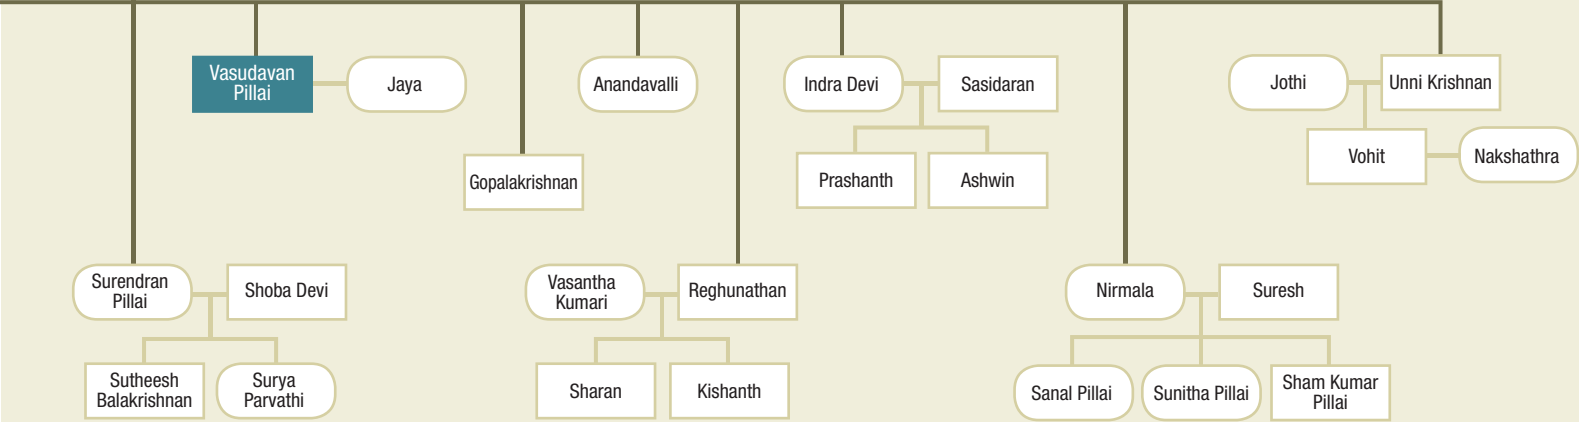 Vasudavan
Pillai
Jaya
Anandavalli
Indra Devi
Sasidaran
Jothi
Unni Krishnan
Gopalakrishnan
Prashanth
Ashwin
Vohit
Nakshathra
Surendran
Pillai
Shoba Devi
Vasantha
Kumari
Reghunathan
Nirmala
Suresh
Sutheesh
Balakrishnan
Surya
Parvathi
Sharan
Kishanth
Sanal Pillai
Sunitha Pillai
Sham Kumar
Pillai